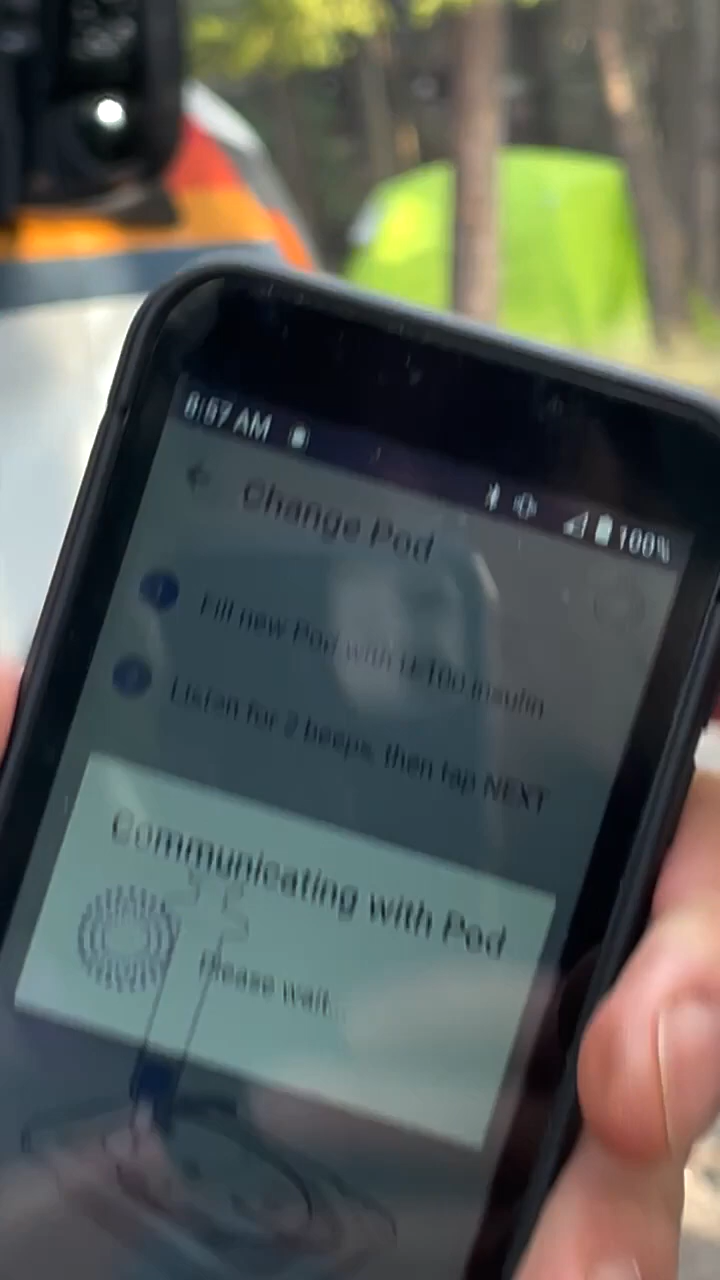 8:57 AM
100%
Change Pod
1 Fill new Pod with U-100 insulin
2 Listen for 2 beeps, then tap NEXT
Communicating with Pod
Please wait...